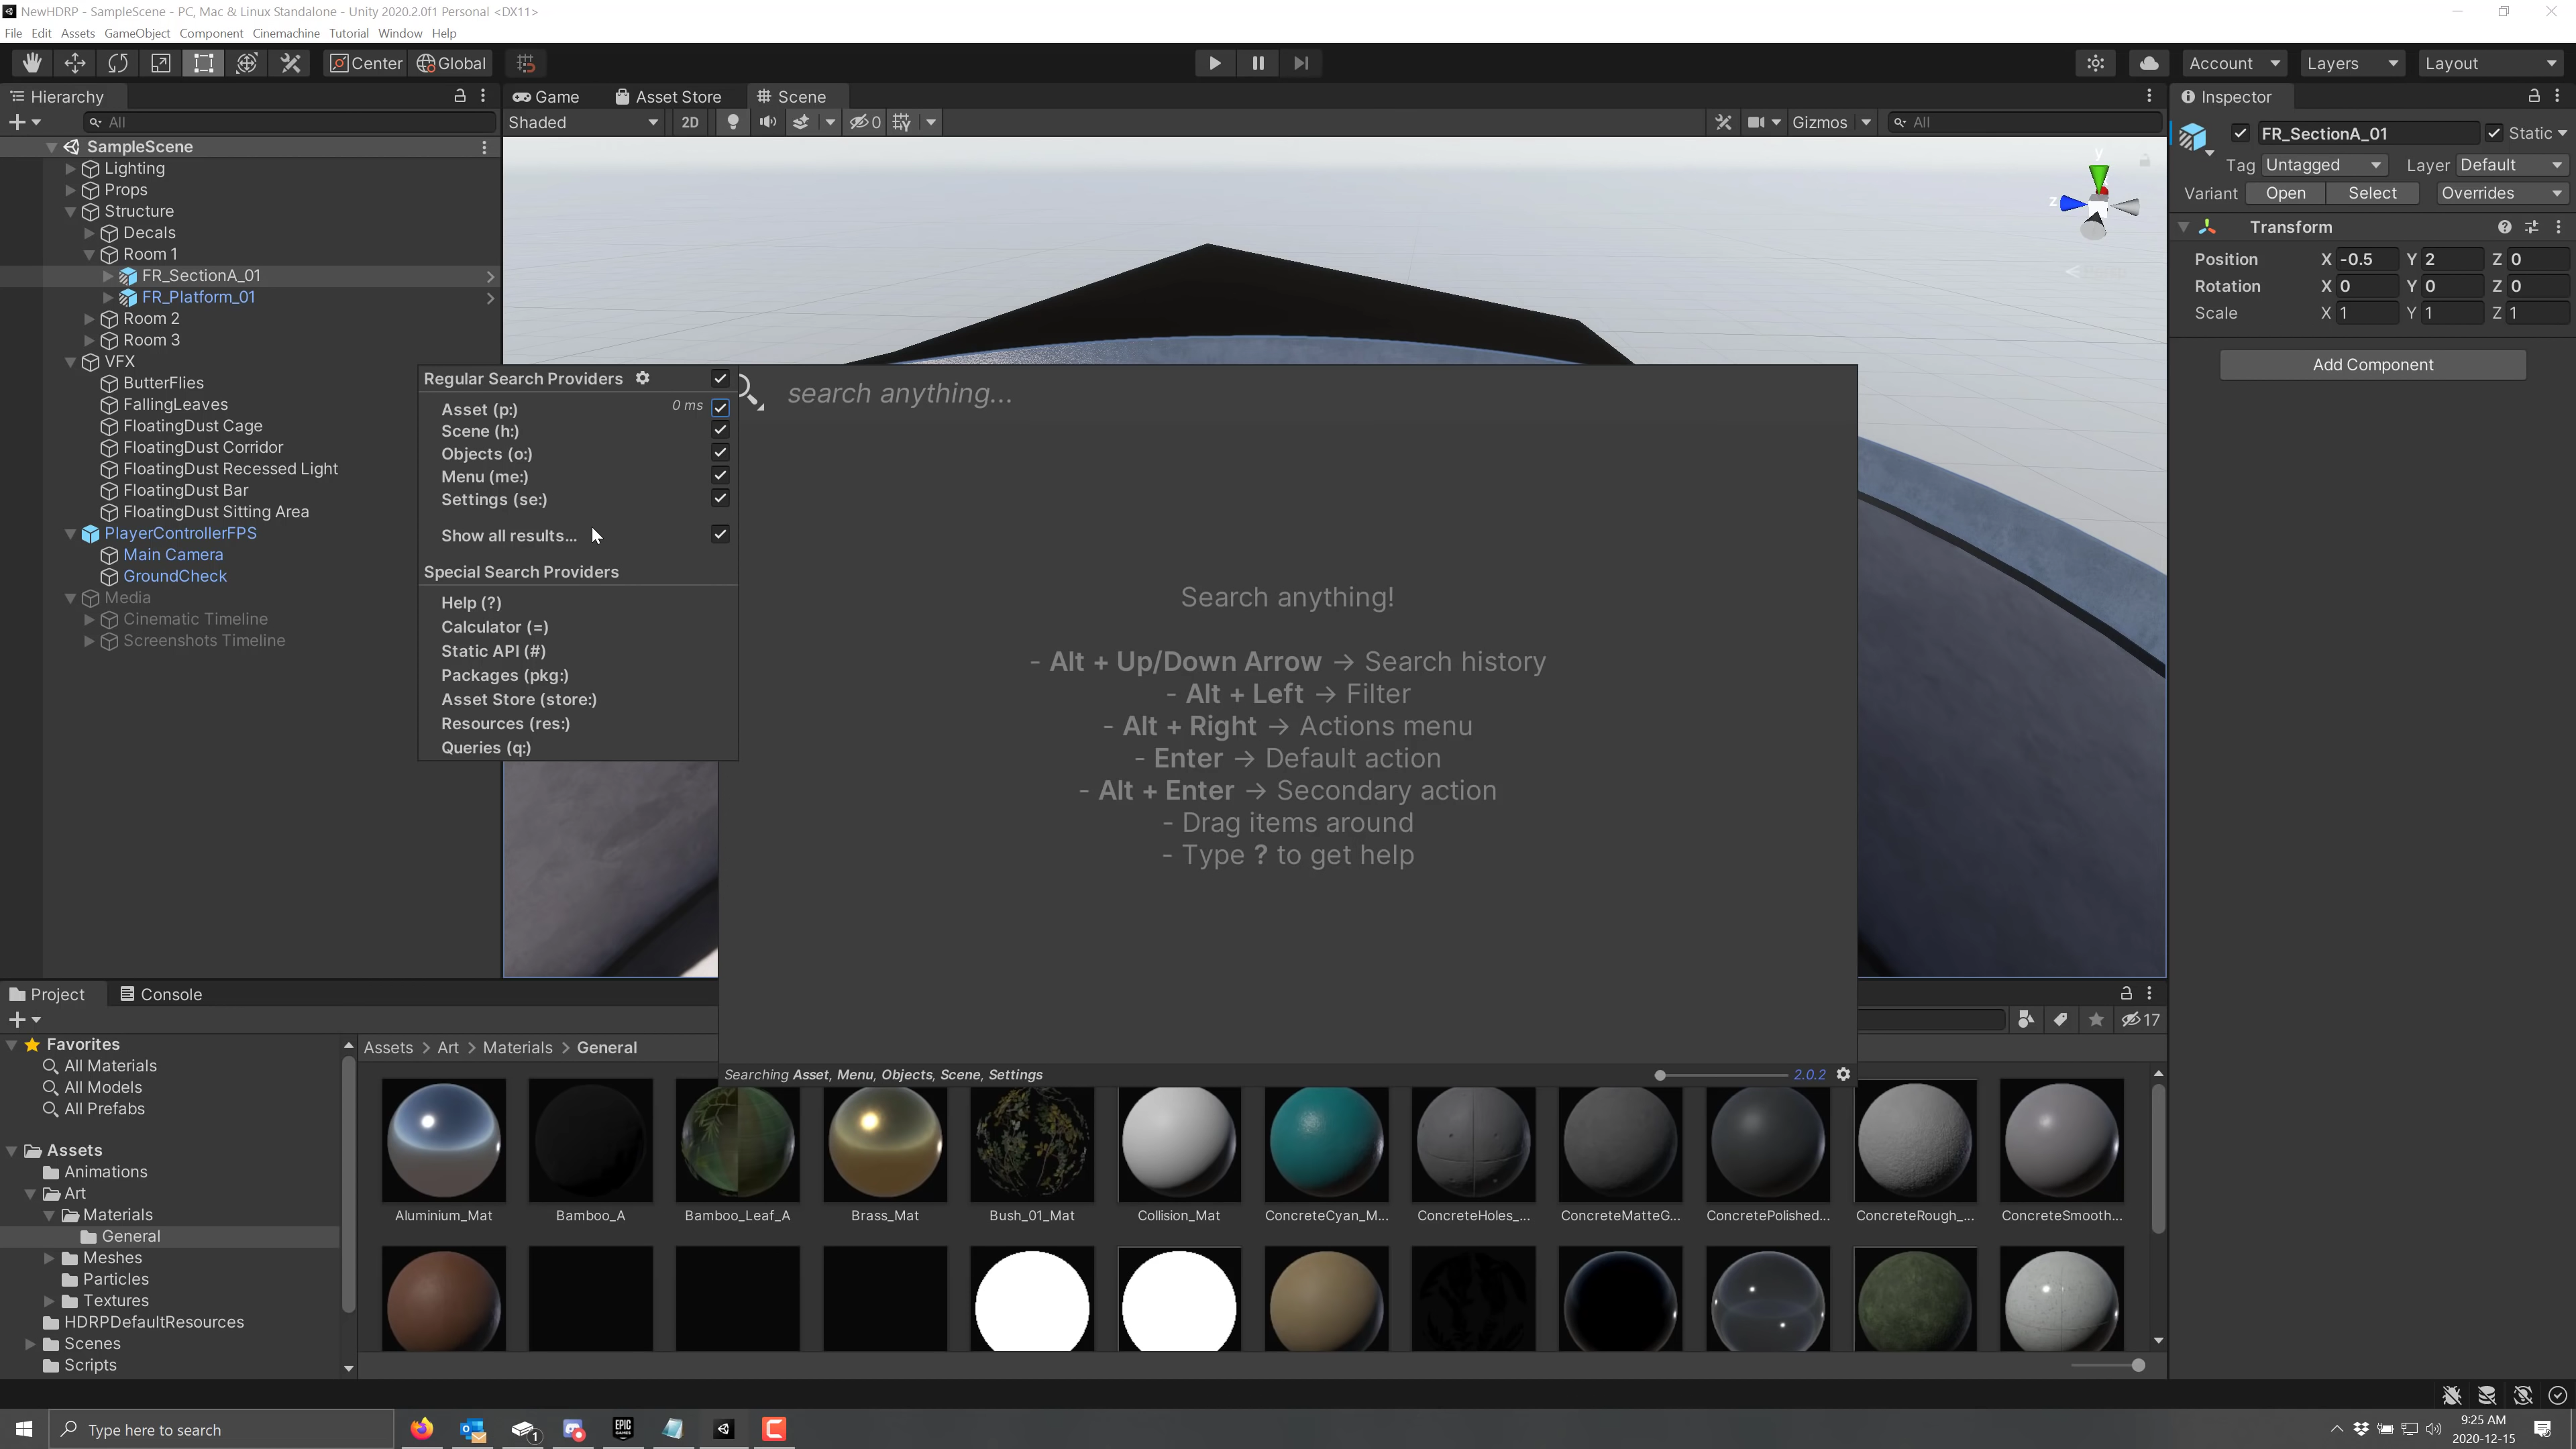 NewHDRP - SampleScene - PC, Mac & Linux Standalone - Unity 2020.2.0f1 Personal <DX11>
File Edit Assets GameObject Component Cinemachine Tutorial Window Help
Center Global Account Layers Layout
Hierarchy
All
SampleScene
Lighting
Props
Structure
Decals
Room 1
FR_SectionA_01
FR_Platform_01
Room 2
Room 3
VFX
ButterFlies
FallingLeaves
FloatingDust Cage
FloatingDust Corridor
FloatingDust Recessed Light
FloatingDust Bar
FloatingDust Sitting Area
PlayerControllerFPS
Main Camera
GroundCheck
Media
Cinematic Timeline
Screenshots Timeline
Game Asset Store Scene
Shaded 2D 0 Gizmos All
y
z
Regular Search Providers
Asset (p:) 0 ms
Scene (h:)
Objects (o:)
Menu (me:)
Settings (se:)
Show all results...
Special Search Providers
Help (?)
Calculator (=)
Static API (#)
Packages (pkg:)
Asset Store (store:)
Resources (res:)
Queries (q:)
search anything...
Search anything!
- Alt + Up/Down Arrow → Search history
- Alt + Left → Filter
- Alt + Right → Actions menu
- Enter → Default action
- Alt + Enter → Secondary action
- Drag items around
- Type ? to get help
Searching Asset, Menu, Objects, Scene, Settings 2.0.2
Inspector
FR_SectionA_01 Static
Tag Untagged Layer Default
Variant Open Select Overrides
Transform
Position X -0.5 Y 2 Z 0
Rotation X 0 Y 0 Z 0
Scale X 1 Y 1 Z 1
Add Component
Project Console
17
Favorites
All Materials
All Models
All Prefabs
Assets
Animations
Art
Materials
General
Meshes
Particles
Textures
HDRPDefaultResources
Scenes
Scripts
Assets > Art > Materials > General
Aluminium_Mat Bamboo_A Bamboo_Leaf_A Brass_Mat Bush_01_Mat Collision_Mat ConcreteCyan_M... ConcreteHoles_... ConcreteMatteG... ConcretePolished... ConcreteRough_... ConcreteSmooth...
Type here to search
EPIC GAMES
1
9:25 AM
2020-12-15